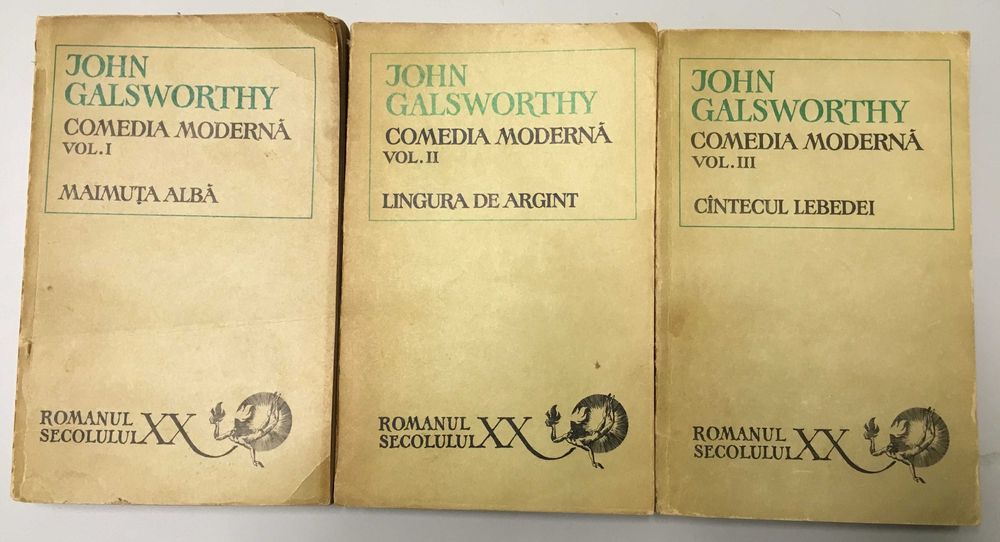 JOHN
GALSWORTHY
COMEDIA MODERNĂ
VOL. I
MAIMUȚA ALBĂ
ROMANUL
SECOLULUI XX
JOHN
GALSWORTHY
COMEDIA MODERNĂ
VOL. II
LINGURA DE ARGINT
ROMANUL
SECOLULUI XX
JOHN
GALSWORTHY
COMEDIA MODERNĂ
VOL. III
CÎNTECUL LEBEDEI
ROMANUL
SECOLULUI XX